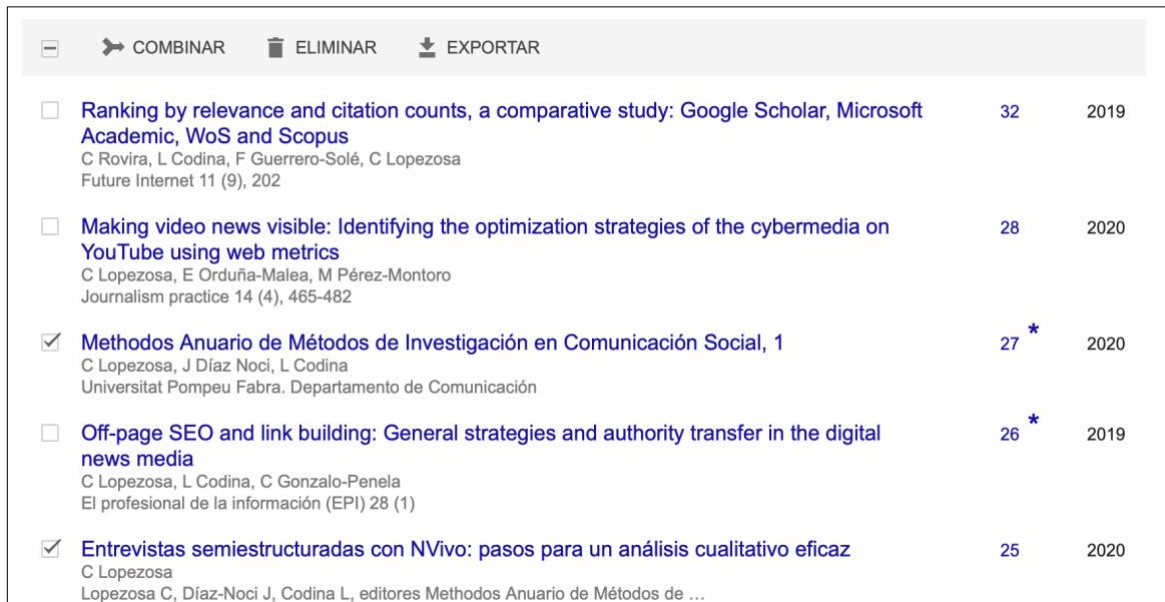 COMBINAR ELIMINAR EXPORTAR
Ranking by relevance and citation counts, a comparative study: Google Scholar, Microsoft 32 2019
Academic, WoS and Scopus
C Rovira, L Codina, F Guerrero-Solé, C Lopezosa
Future Internet 11 (9), 202
Making video news visible: Identifying the optimization strategies of the cybermedia on 28 2020
YouTube using web metrics
C Lopezosa, E Orduña-Malea, M Pérez-Montoro
Journalism practice 14 (4), 465-482
Methodos Anuario de Métodos de Investigación en Comunicación Social, 1 27 * 2020
C Lopezosa, J Díaz Noci, L Codina
Universitat Pompeu Fabra. Departamento de Comunicación
Off-page SEO and link building: General strategies and authority transfer in the digital 26 * 2019
news media
C Lopezosa, L Codina, C Gonzalo-Penela
El profesional de la información (EPI) 28 (1)
Entrevistas semiestructuradas con NVivo: pasos para un análisis cualitativo eficaz 25 2020
C Lopezosa
Lopezosa C, Díaz-Noci J, Codina L, editores Methodos Anuario de Métodos de …